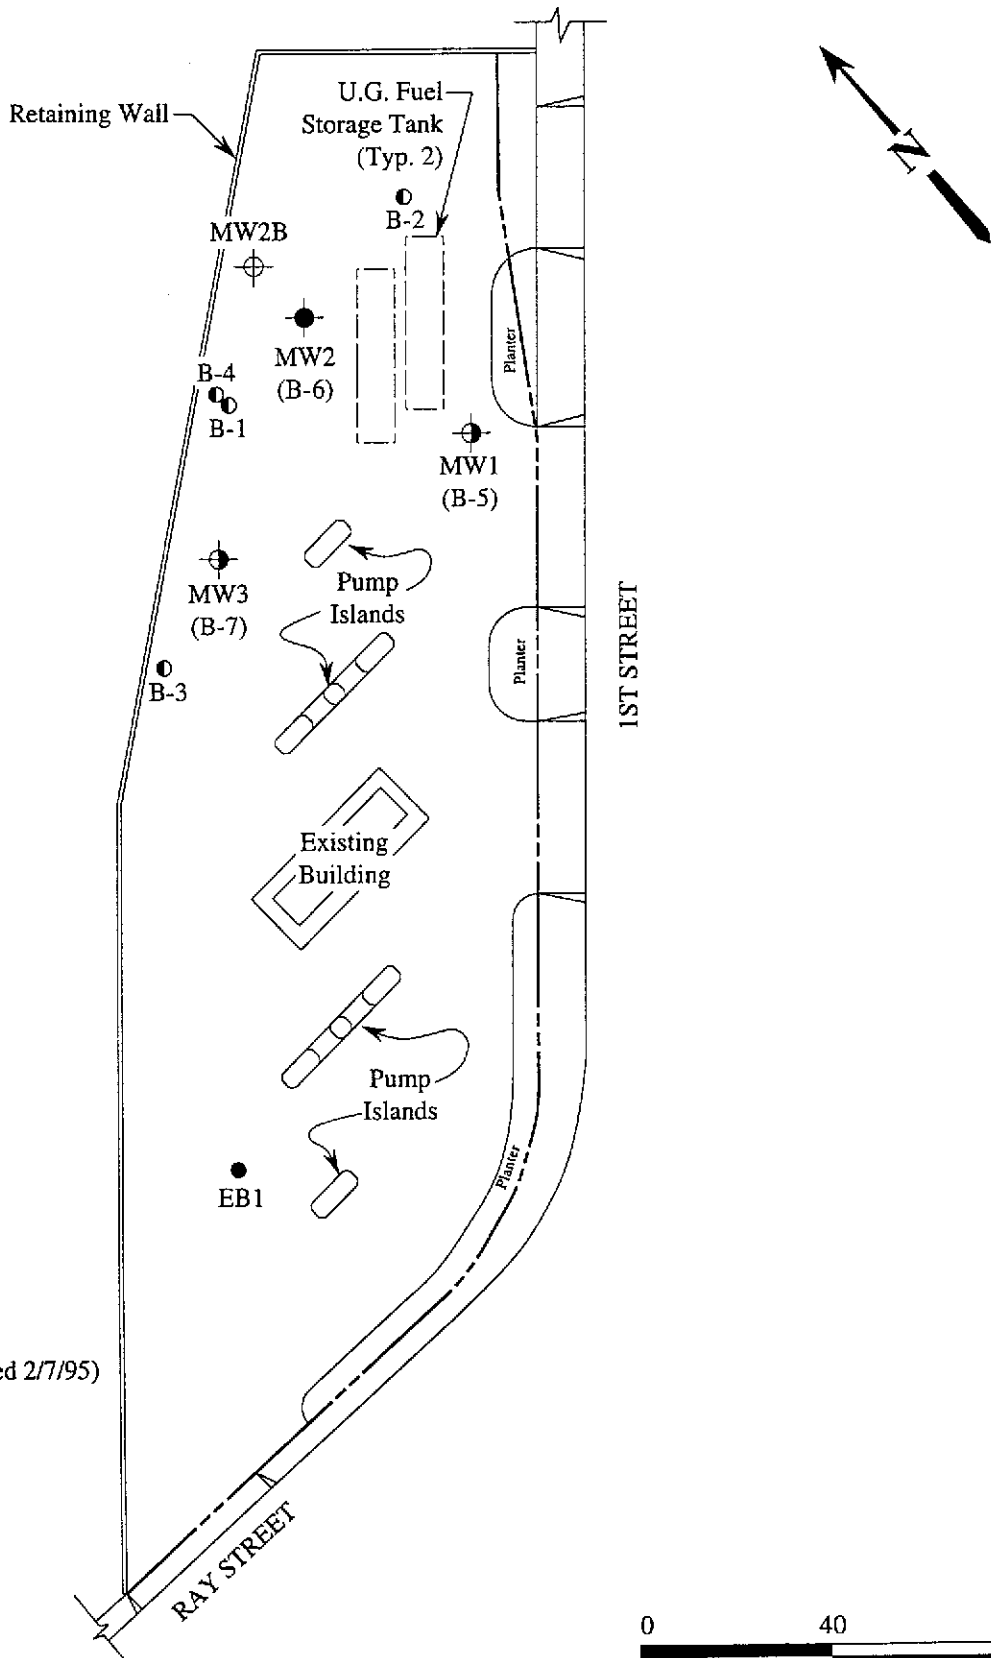 Retaining Wall
U.G. Fuel
Storage Tank
(Typ. 2)
N
B-2
MW2B
Planter
MW2
(B-6)
B-4
B-1
MW1
(B-5)
MW3
(B-7)
Pump
Islands
1ST STREET
Planter
B-3
Existing
Building
Pump
Islands
Planter
EB1
ed 2/7/95)
RAY STREET
0 40